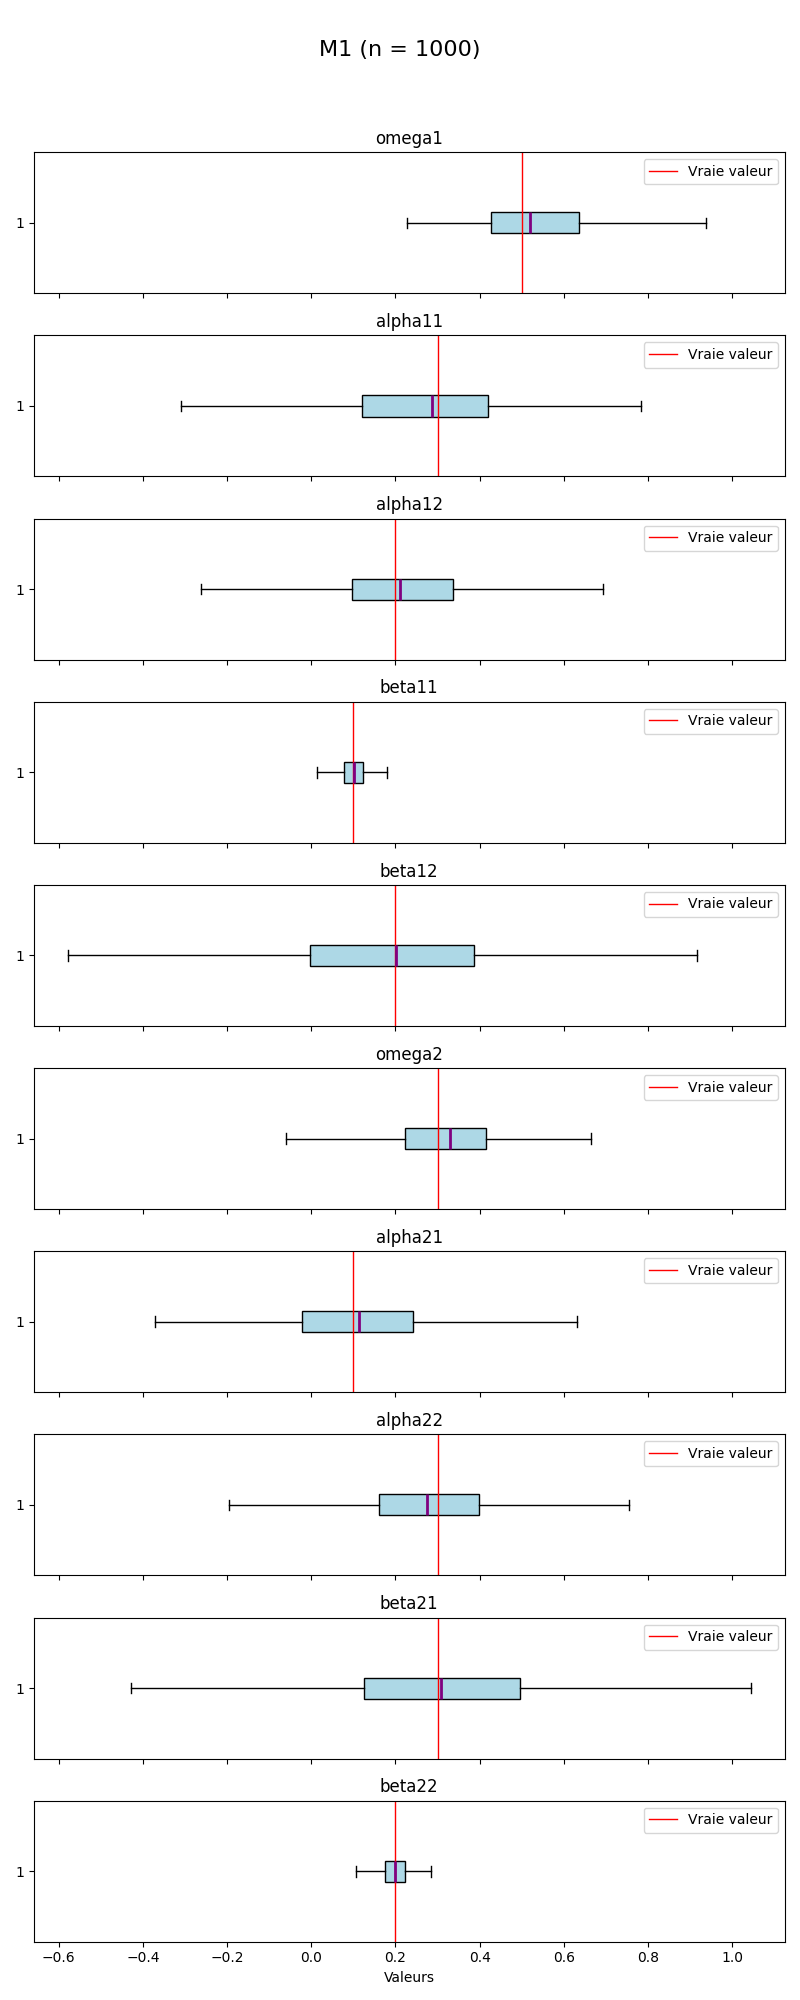 M1 (n = 1000)
omega1
Vraie valeur
1
alpha11
Vraie valeur
1
alpha12
Vraie valeur
1
beta11
Vraie valeur
1
beta12
Vraie valeur
1
omega2
Vraie valeur
1
alpha21
Vraie valeur
1
alpha22
Vraie valeur
1
beta21
Vraie valeur
1
beta22
Vraie valeur
1
−0.6 −0.4 −0.2 0.0 0.2 0.4 0.6 0.8 1.0
Valeurs